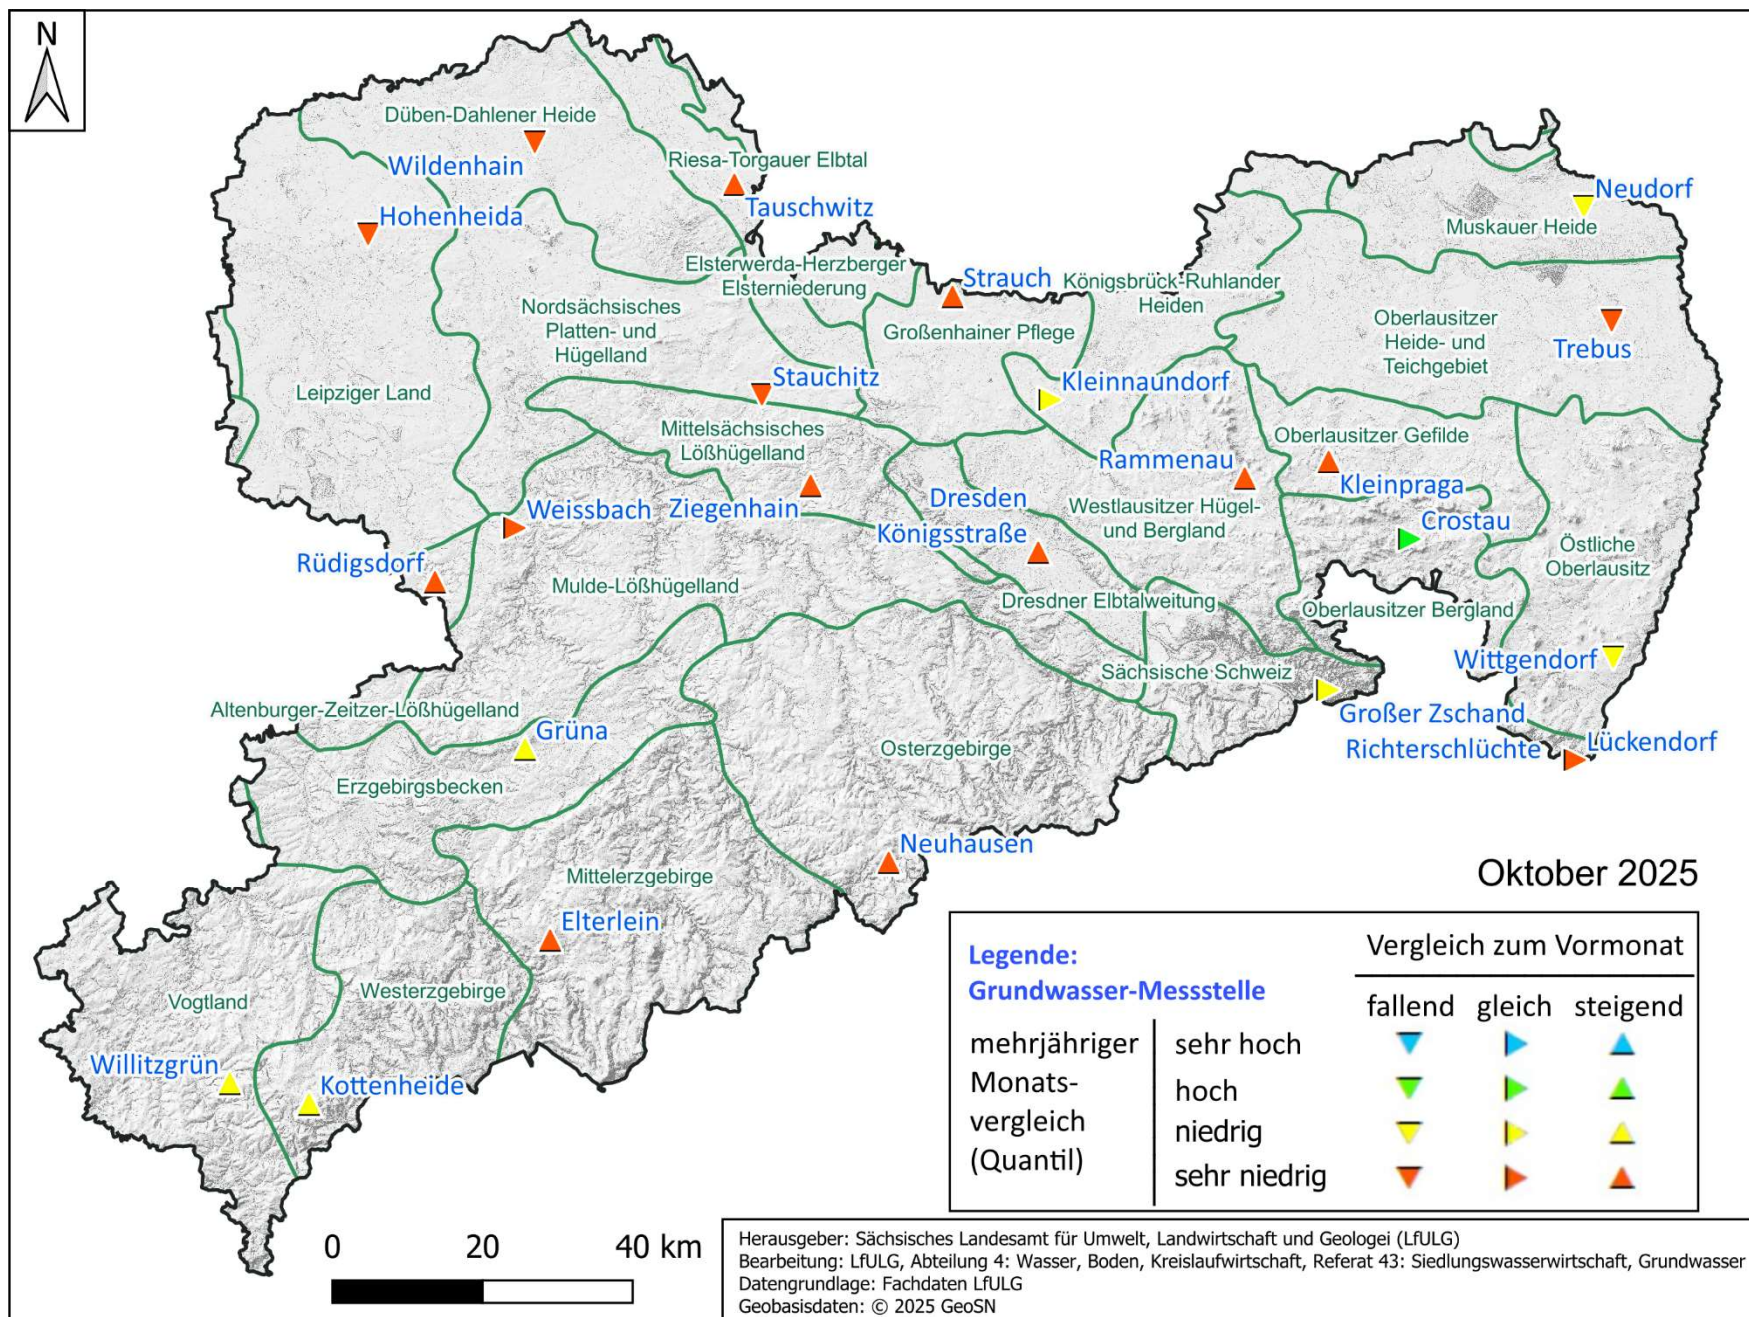 N
Düben-Dahlener Heide
Wildenhain
Riesa-Torgauer Elbtal
Tauschwitz
Hohenheida
Neudorf
Muskauer Heide
Elsterwerda-Herzberger
Elsterniederung
Strauch
Königsbrück-Ruhlander
Heiden
Nordsächsisches
Platten- und
Hügelland
Großenhainer Pflege
Oberlausitzer
Heide- und
Teichgebiet
Trebus
Leipziger Land
Stauchitz
Kleinnaundorf
Mittelsächsisches
Lößhügelland
Oberlausitzer Gefilde
Rammenau
Kleinpraga
Weissbach
Ziegenhain
Dresden
Königsstraße
Westlausitzer Hügel-
und Bergland
Crostau
Östliche
Oberlausitz
Rüdigsdorf
Mulde-Lößhügelland
Dresdner Elbtalweitung
Oberlausitzer Bergland
Sächsische Schweiz
Wittgendorf
Altenburger-Zeitzer-Lößhügelland
Grüna
Großer Zschand
Richterschlüchte
Lückendorf
Osterzgebirge
Erzgebirgsbecken
Neuhausen
Mittelerzgebirge
Elterlein
Westerzgebirge
Vogtland
Willitzgrün
Kottenheide
Oktober 2025
Legende:
Grundwasser-Messstelle
Vergleich zum Vormonat
fallend gleich steigend
mehrjähriger
Monats-
vergleich
(Quantil)
sehr hoch
hoch
niedrig
sehr niedrig
0 20 40 km
Herausgeber: Sächsisches Landesamt für Umwelt, Landwirtschaft und Geologei (LfULG)
Bearbeitung: LfULG, Abteilung 4: Wasser, Boden, Kreislaufwirtschaft, Referat 43: Siedlungswasserwirtschaft, Grundwasser
Datengrundlage: Fachdaten LfULG
Geobasisdaten: © 2025 GeoSN